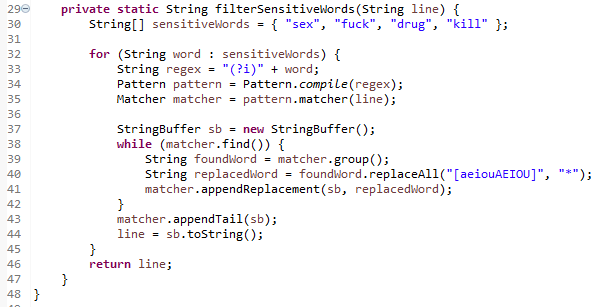 29 private static String filterSensitiveWords(String line) {
30 String[] sensitiveWords = { "sex", "fuck", "drug", "kill" };
31
32 for (String word : sensitiveWords) {
33 String regex = "(?i)" + word;
34 Pattern pattern = Pattern.compile(regex);
35 Matcher matcher = pattern.matcher(line);
36
37 StringBuffer sb = new StringBuffer();
38 while (matcher.find()) {
39 String foundWord = matcher.group();
40 String replacedWord = foundWord.replaceAll("[aeiouAEIOU]", "*");
41 matcher.appendReplacement(sb, replacedWord);
42 }
43 matcher.appendTail(sb);
44 line = sb.toString();
45 }
46 return line;
47 }
48 }